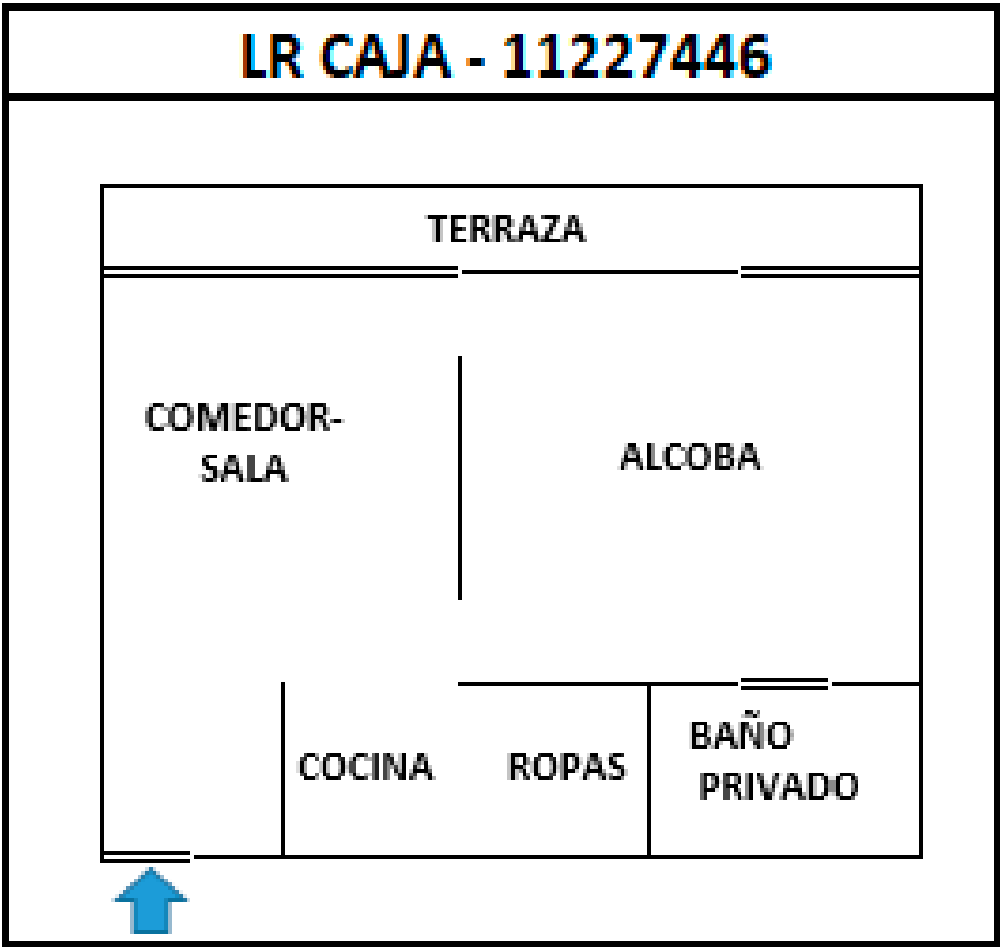 LR CAJA - 11227446
TERRAZA
COMEDOR-
SALA
ALCOBA
COCINA
ROPAS
BAÑO
PRIVADO